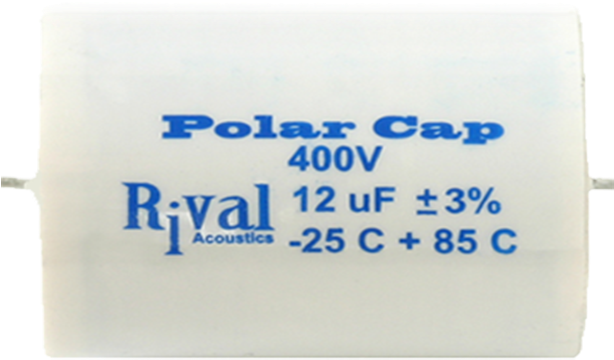 Polar Cap
400V
Rival Acoustics
12 uF ±3%
-25 C + 85 C